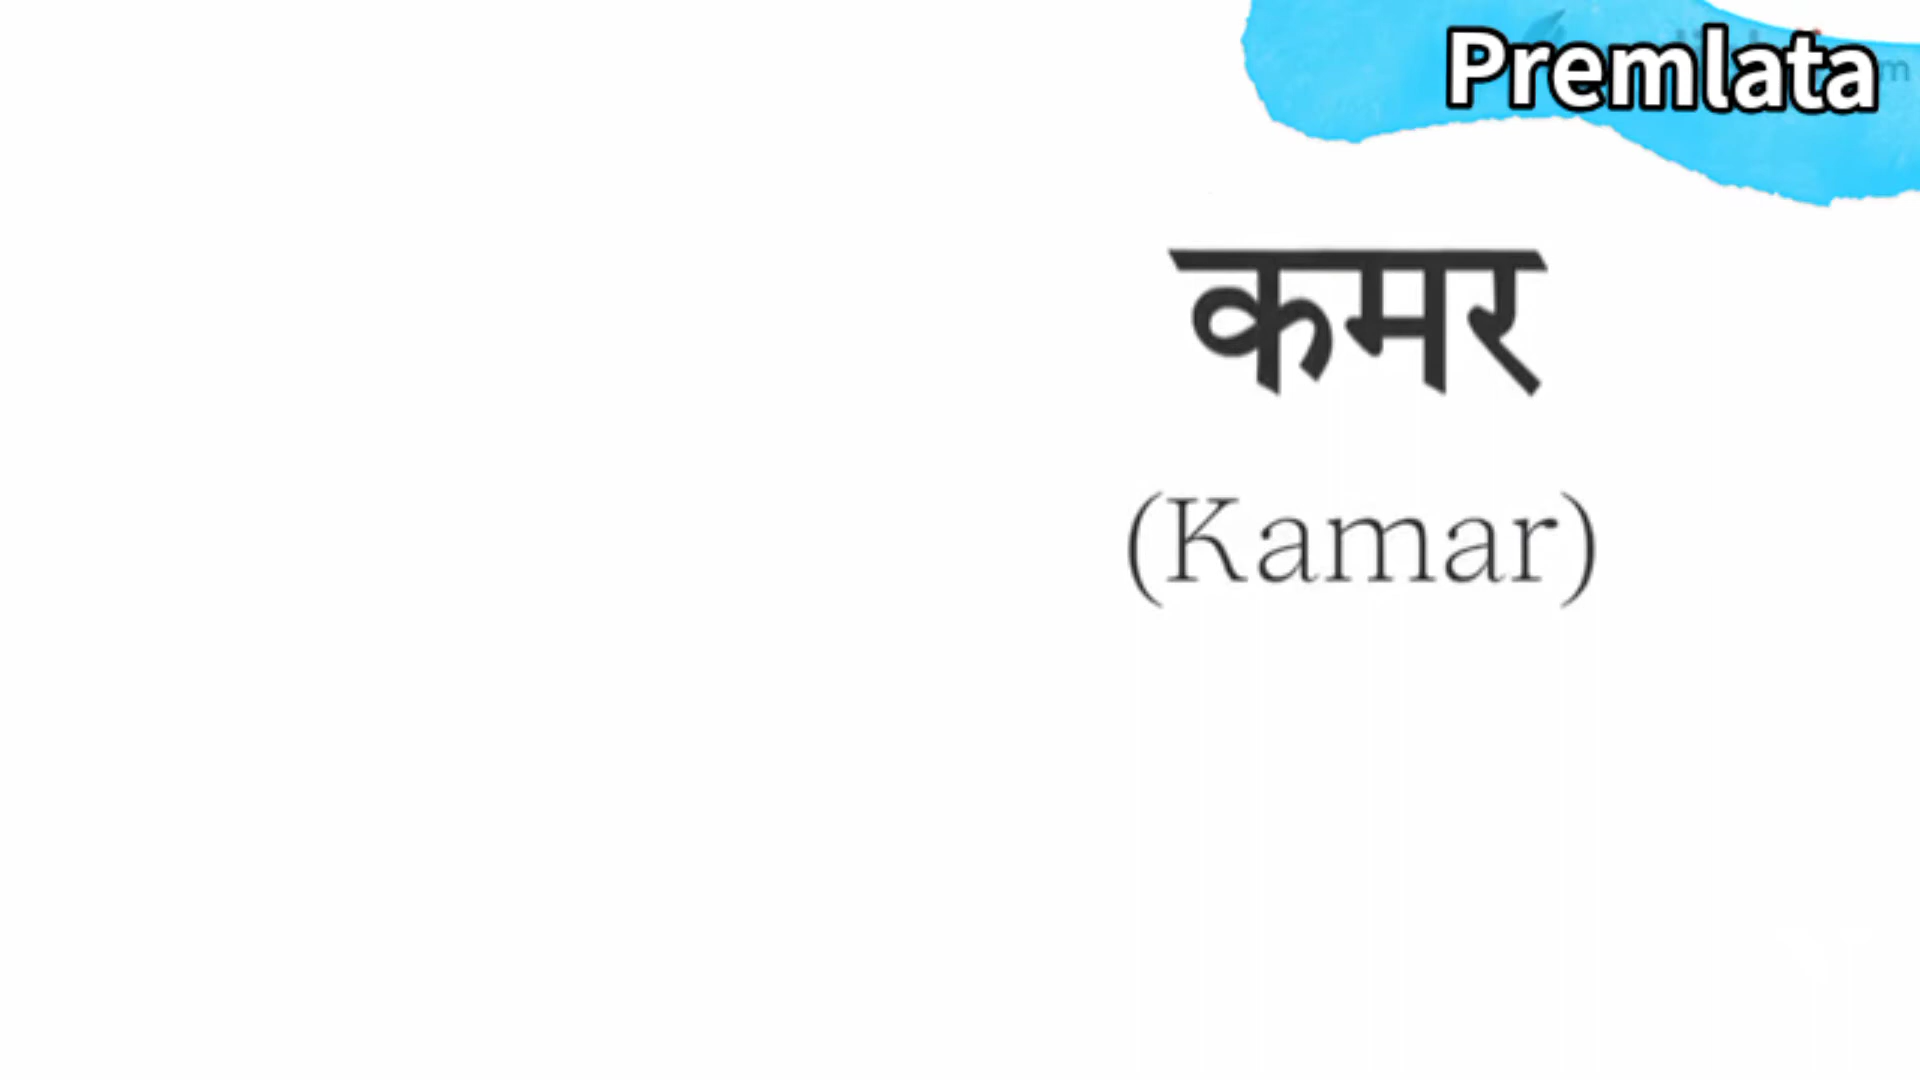 Premlata
कमर
(Kamar)